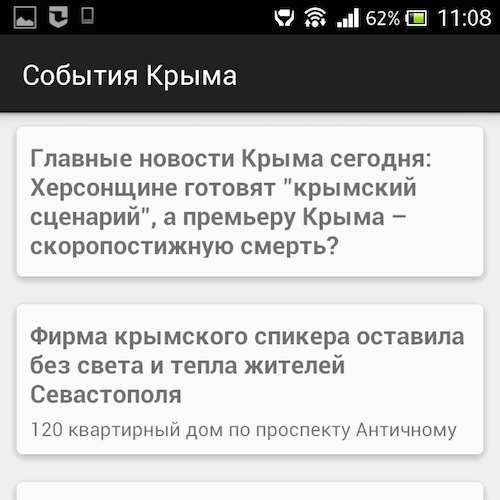 62% 11:08
События Крыма
Главные новости Крыма сегодня:
Херсонщине готовят "крымский
сценарий", а премьеру Крыма –
скоропостижную смерть?
Фирма крымского спикера оставила
без света и тепла жителей
Севастополя
120 квартирный дом по проспекту Античному